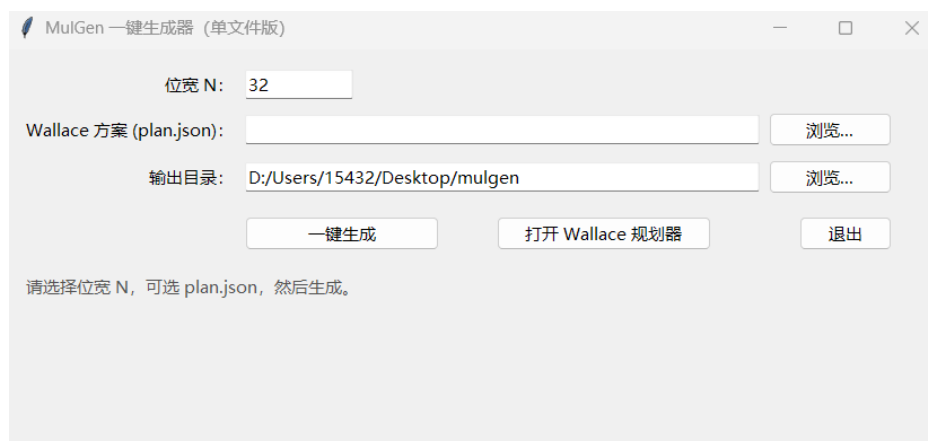 MulGen 一键生成器 (单文件版)
位宽 N: 32
Wallace 方案 (plan.json): 浏览...
输出目录: D:/Users/15432/Desktop/mulgen 浏览...
一键生成 打开 Wallace 规划器 退出
请选择位宽 N，可选 plan.json，然后生成。